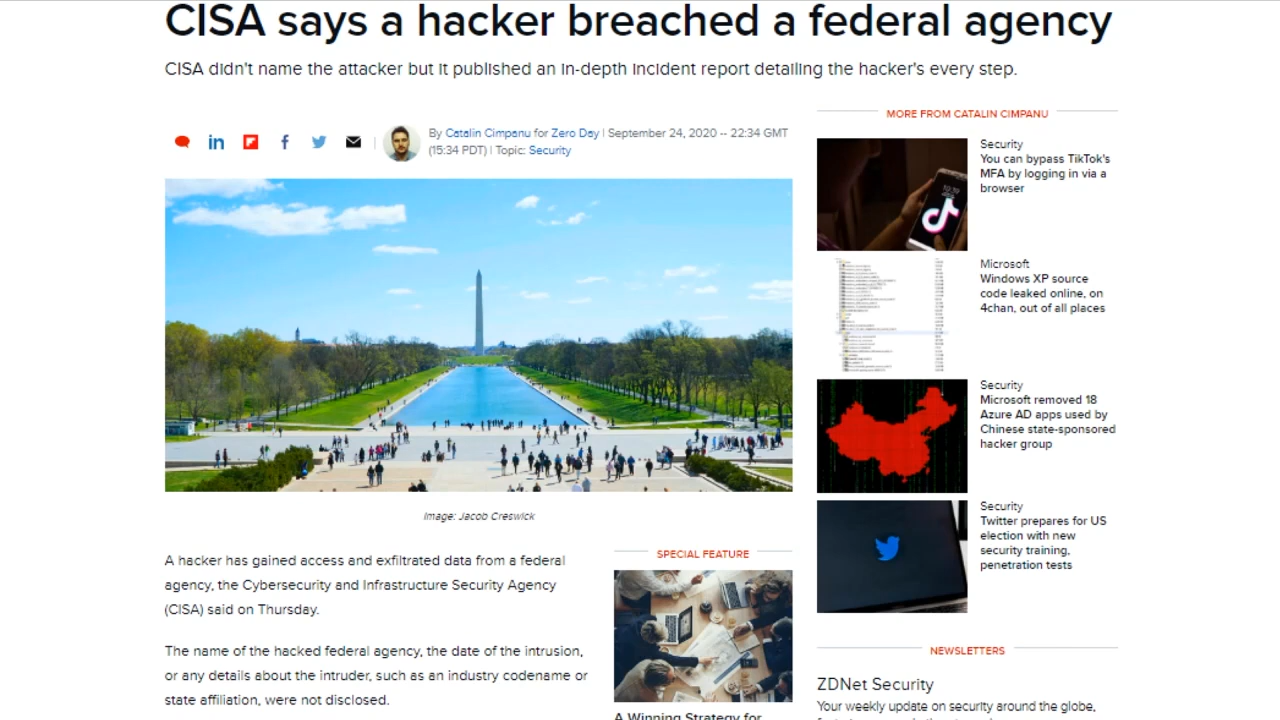 CISA says a hacker breached a federal agency
CISA didn't name the attacker but it published an in-depth incident report detailing the hacker's every step.
By Catalin Cimpanu for Zero Day | September 24, 2020 -- 22:34 GMT
(15:34 PDT) | Topic: Security
Image: Jacob Creswick
A hacker has gained access and exfiltrated data from a federal
agency, the Cybersecurity and Infrastructure Security Agency
(CISA) said on Thursday.
The name of the hacked federal agency, the date of the intrusion,
or any details about the intruder, such as an industry codename or
state affiliation, were not disclosed.
SPECIAL FEATURE
A Winning Strategy for
MORE FROM CATALIN CIMPANU
Security
You can bypass TikTok's
MFA by logging in via a
browser
Microsoft
Windows XP source
code leaked online, on
4chan, out of all places
Security
Microsoft removed 18
Azure AD apps used by
Chinese state-sponsored
hacker group
Security
Twitter prepares for US
election with new
security training,
penetration tests
NEWSLETTERS
ZDNet Security
Your weekly update on security around the globe,